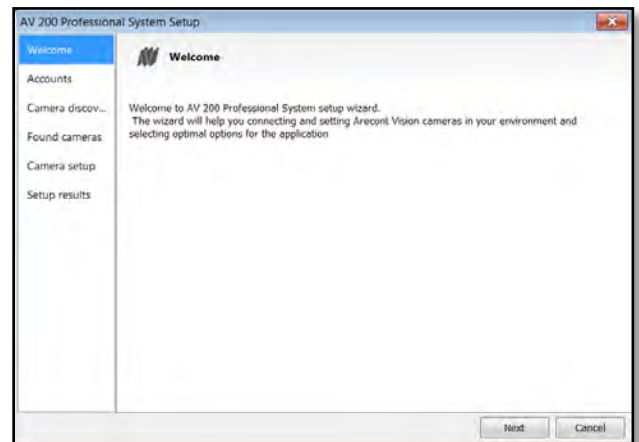 AV 200 Professional System Setup
Welcome
Accounts
Camera discov...
Found cameras
Camera setup
Setup results
Welcome
Welcome to AV 200 Professional System setup wizard.
The wizard will help you connecting and setting Arecont Vision cameras in your environment and
selecting optimal options for the application
Next
Cancel